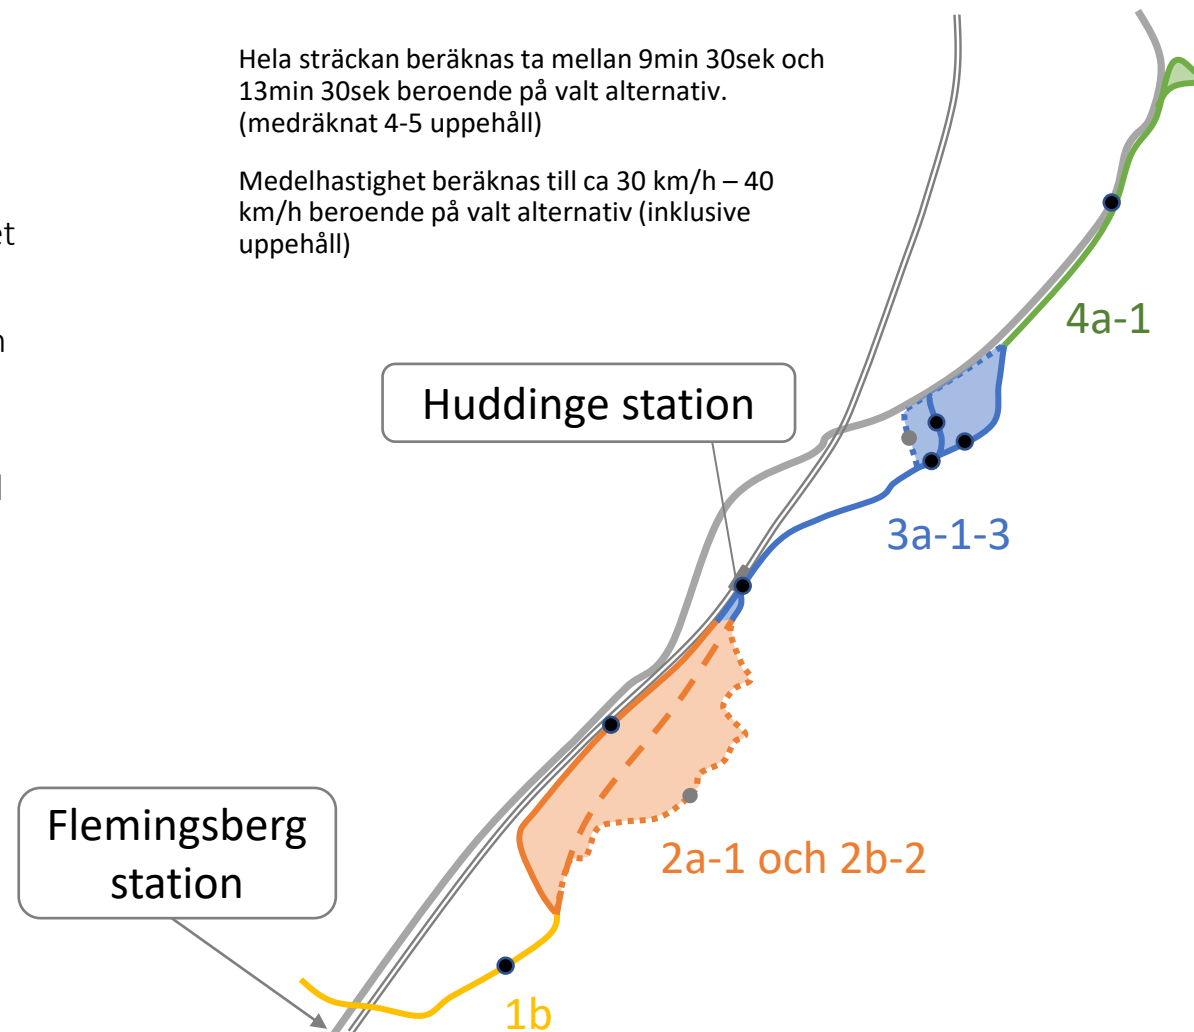 Hela sträckan beräknas ta mellan 9min 30sek och
13min 30sek beroende på valt alternativ.
(medräknat 4-5 uppehåll)
Medelhastighet beräknas till ca 30 km/h – 40
km/h beroende på valt alternativ (inklusive
uppehåll)
et
4a-1
Huddinge station
3a-1-3
Flemingsberg
station
2a-1 och 2b-2
1b